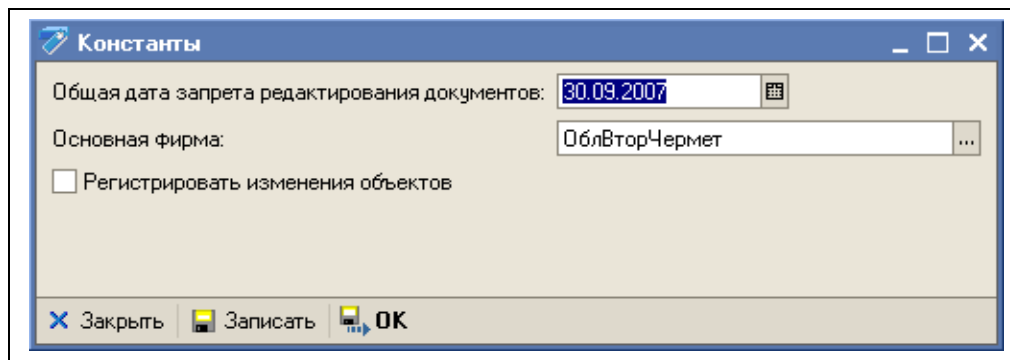 Константы
Общая дата запрета редактирования документов: 30.09.2007
Основная фирма: ОблВторЧермет ...
Регистрировать изменения объектов
Закрыть Записать OK